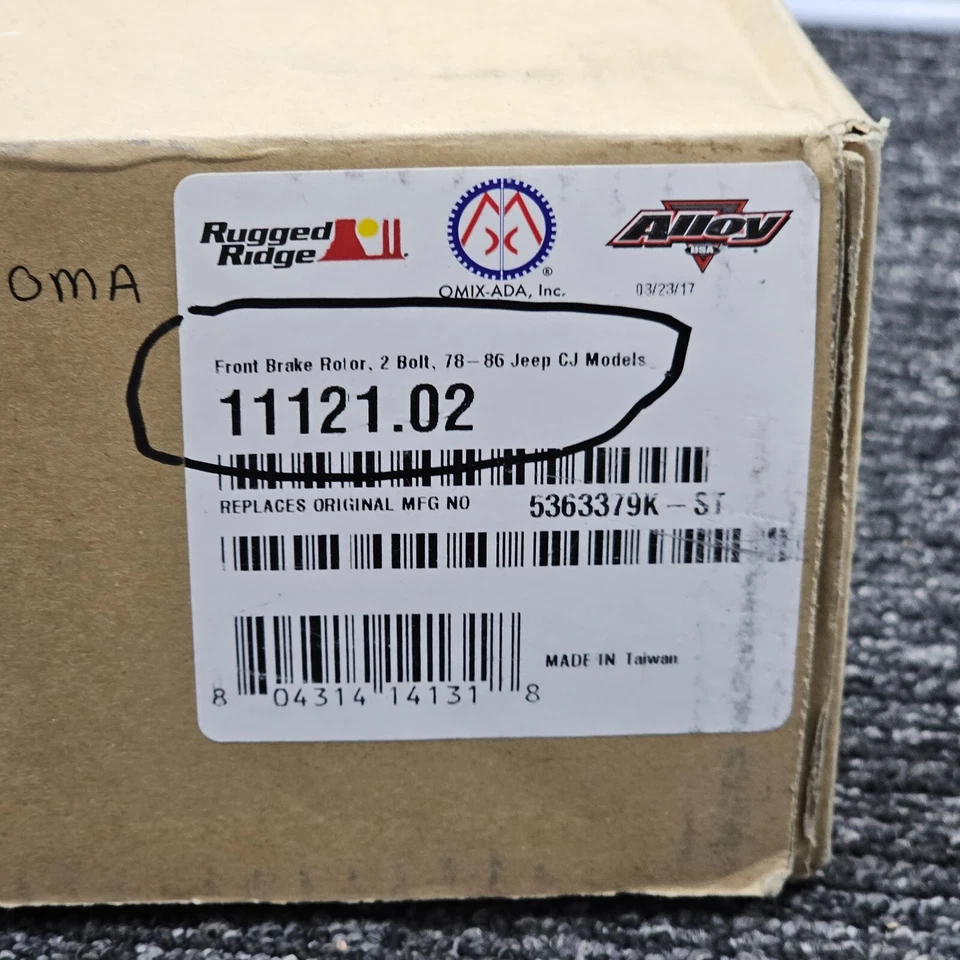 OMA
Rugged
Ridge
OMIX-ADA, Inc.
Alloy
USA
03/23/17
Front Brake Rotor, 2 Bolt, 78-86 Jeep CJ Models
11121.02
REPLACES ORIGINAL MFG NO 5363379K-ST
8 04314 14131 8
MADE IN Taiwan